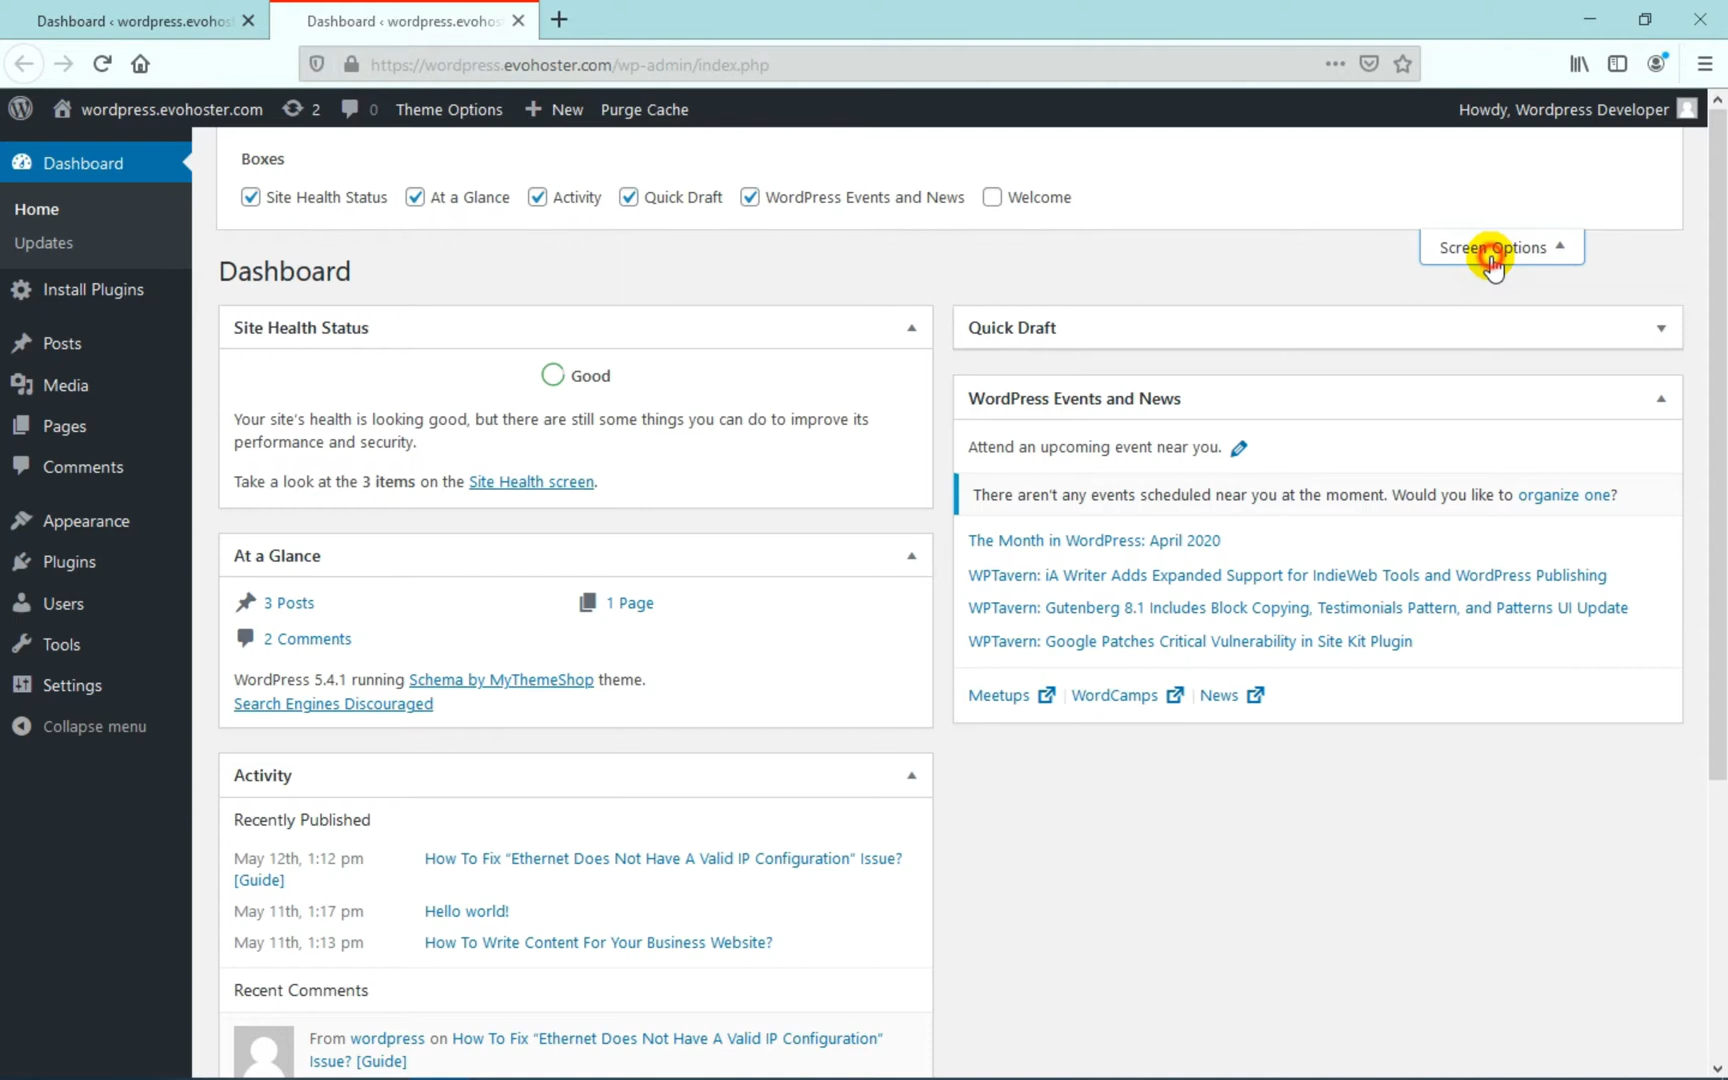 Dashboard ‹ wordpress.evohos
Dashboard ‹ wordpress.evohos
https://wordpress.evohoster.com/wp-admin/index.php
wordpress.evohoster.com 2 0 Theme Options + New Purge Cache
Howdy, Wordpress Developer
Dashboard
Home
Updates
Install Plugins
Posts
Media
Pages
Comments
Appearance
Plugins
Users
Tools
Settings
Collapse menu
Boxes
Site Health Status At a Glance Activity Quick Draft WordPress Events and News Welcome
Screen Options
Dashboard
Site Health Status
Good
Your site's health is looking good, but there are still some things you can do to improve its
performance and security.
Take a look at the 3 items on the Site Health screen.
At a Glance
3 Posts 1 Page
2 Comments
WordPress 5.4.1 running Schema by MyThemeShop theme.
Search Engines Discouraged
Activity
Recently Published
May 12th, 1:12 pm How To Fix “Ethernet Does Not Have A Valid IP Configuration” Issue?
[Guide]
May 11th, 1:17 pm Hello world!
May 11th, 1:13 pm How To Write Content For Your Business Website?
Recent Comments
From wordpress on How To Fix “Ethernet Does Not Have A Valid IP Configuration”
Issue? [Guide]
Quick Draft
WordPress Events and News
Attend an upcoming event near you.
There aren't any events scheduled near you at the moment. Would you like to organize one?
The Month in WordPress: April 2020
WPTavern: iA Writer Adds Expanded Support for IndieWeb Tools and WordPress Publishing
WPTavern: Gutenberg 8.1 Includes Block Copying, Testimonials Pattern, and Patterns UI Update
WPTavern: Google Patches Critical Vulnerability in Site Kit Plugin
Meetups | WordCamps | News